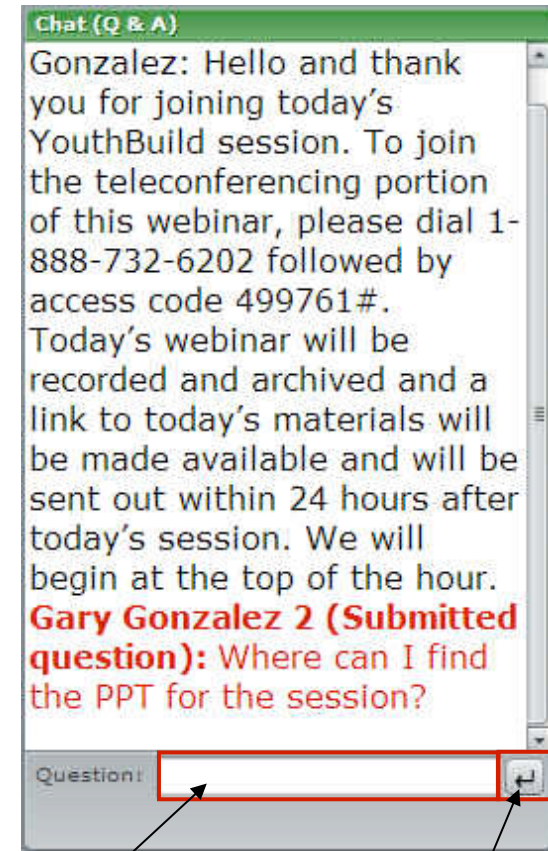 Chat (Q & A)
Gonzalez: Hello and thank
you for joining today's
YouthBuild session. To join
the teleconferencing portion
of this webinar, please dial 1-
888-732-6202 followed by
access code 499761#.
Today's webinar will be
recorded and archived and a
link to today's materials will
be made available and will be
sent out within 24 hours after
today's session. We will
begin at the top of the hour.
Gary Gonzalez 2 (Submitted
question): Where can I find
the PPT for the session?
Question: